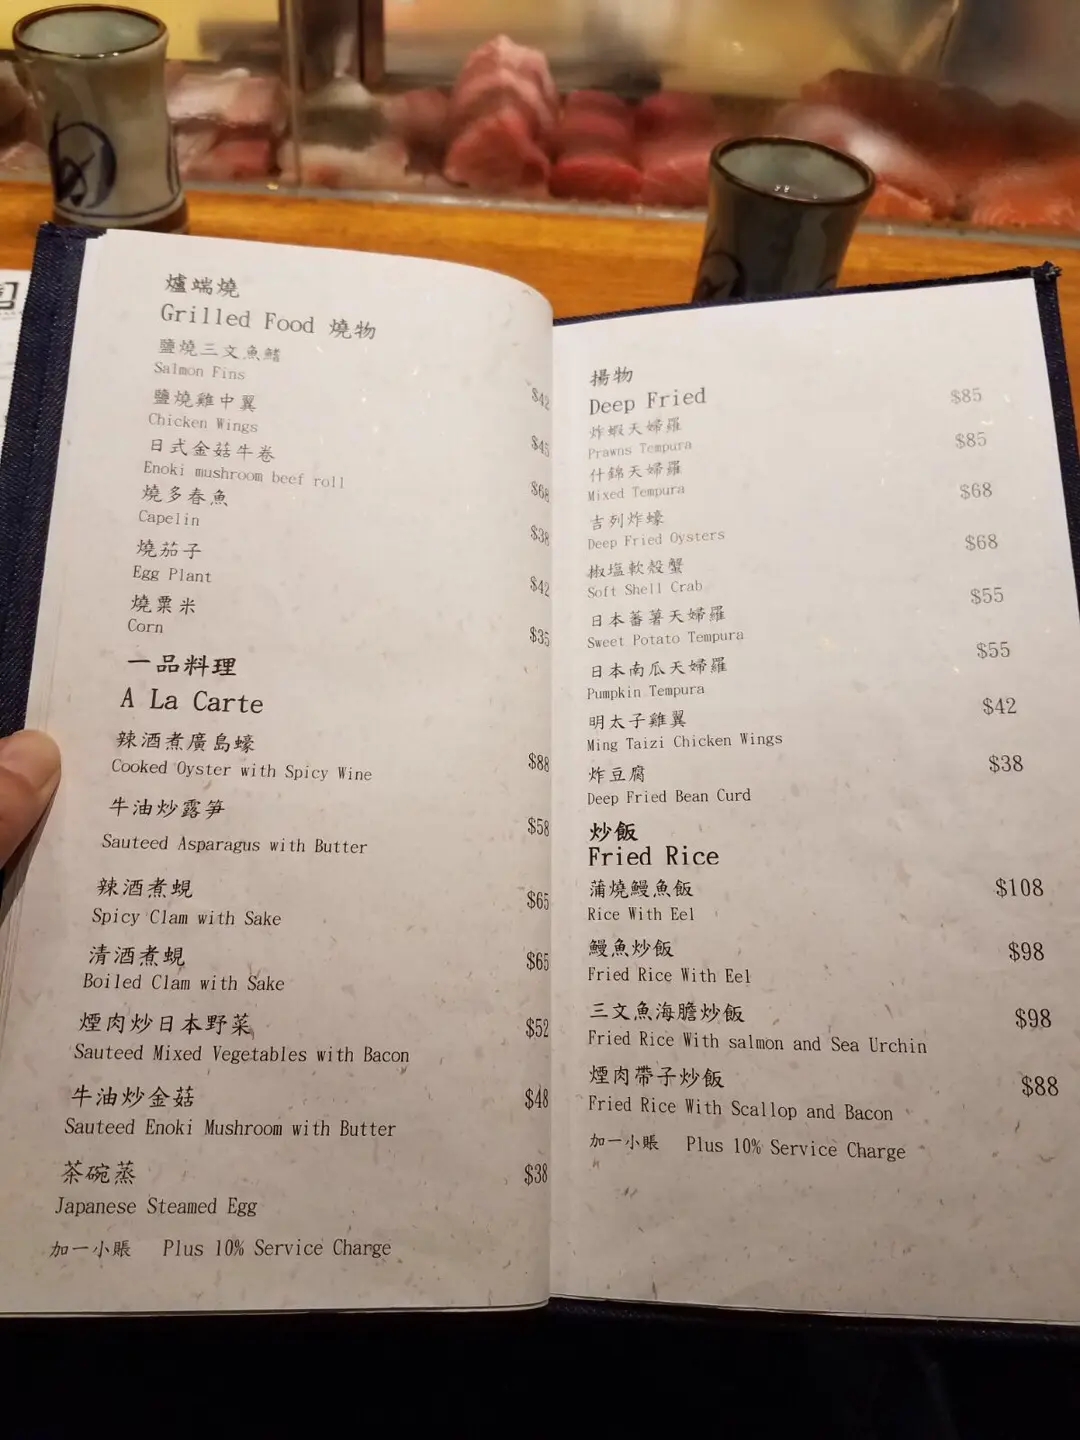 爐端燒
Grilled Food 燒物
鹽燒三文魚鰭
Salmon Fins
$42
鹽燒雞中翼
Chicken Wings
$45
日式金菇牛卷
Enoki mushroom beef roll
$68
燒多春魚
Capelin
$38
燒茄子
Egg Plant
$42
燒粟米
Corn
$35
一品料理
A La Carte
辣酒煮廣島蠔
Cooked Oyster with Spicy Wine
$88
牛油炒露笋
Sauteed Asparagus with Butter
$58
辣酒煮蜆
Spicy Clam with Sake
$65
清酒煮蜆
Boiled Clam with Sake
$65
煙肉炒日本野菜
Sauteed Mixed Vegetables with Bacon
$52
牛油炒金菇
Sauteed Enoki Mushroom with Butter
$48
茶碗蒸
Japanese Steamed Egg
$38
加一小賬 Plus 10% Service Charge
揚物
Deep Fried
炸蝦天婦羅
Prawns Tempura
$85
什錦天婦羅
Mixed Tempura
$85
吉列炸蠔
Deep Fried Oysters
$68
椒塩軟殼蟹
Soft Shell Crab
$68
日本蕃薯天婦羅
Sweet Potato Tempura
$55
日本南瓜天婦羅
Pumpkin Tempura
$55
明太子雞翼
Ming Taizi Chicken Wings
$42
炸豆腐
Deep Fried Bean Curd
$38
炒飯
Fried Rice
蒲燒鰻魚飯
Rice With Eel
$108
鰻魚炒飯
Fried Rice With Eel
$98
三文魚海膽炒飯
Fried Rice With salmon and Sea Urchin
$98
煙肉帶子炒飯
Fried Rice With Scallop and Bacon
$88
加一小賬 Plus 10% Service Charge